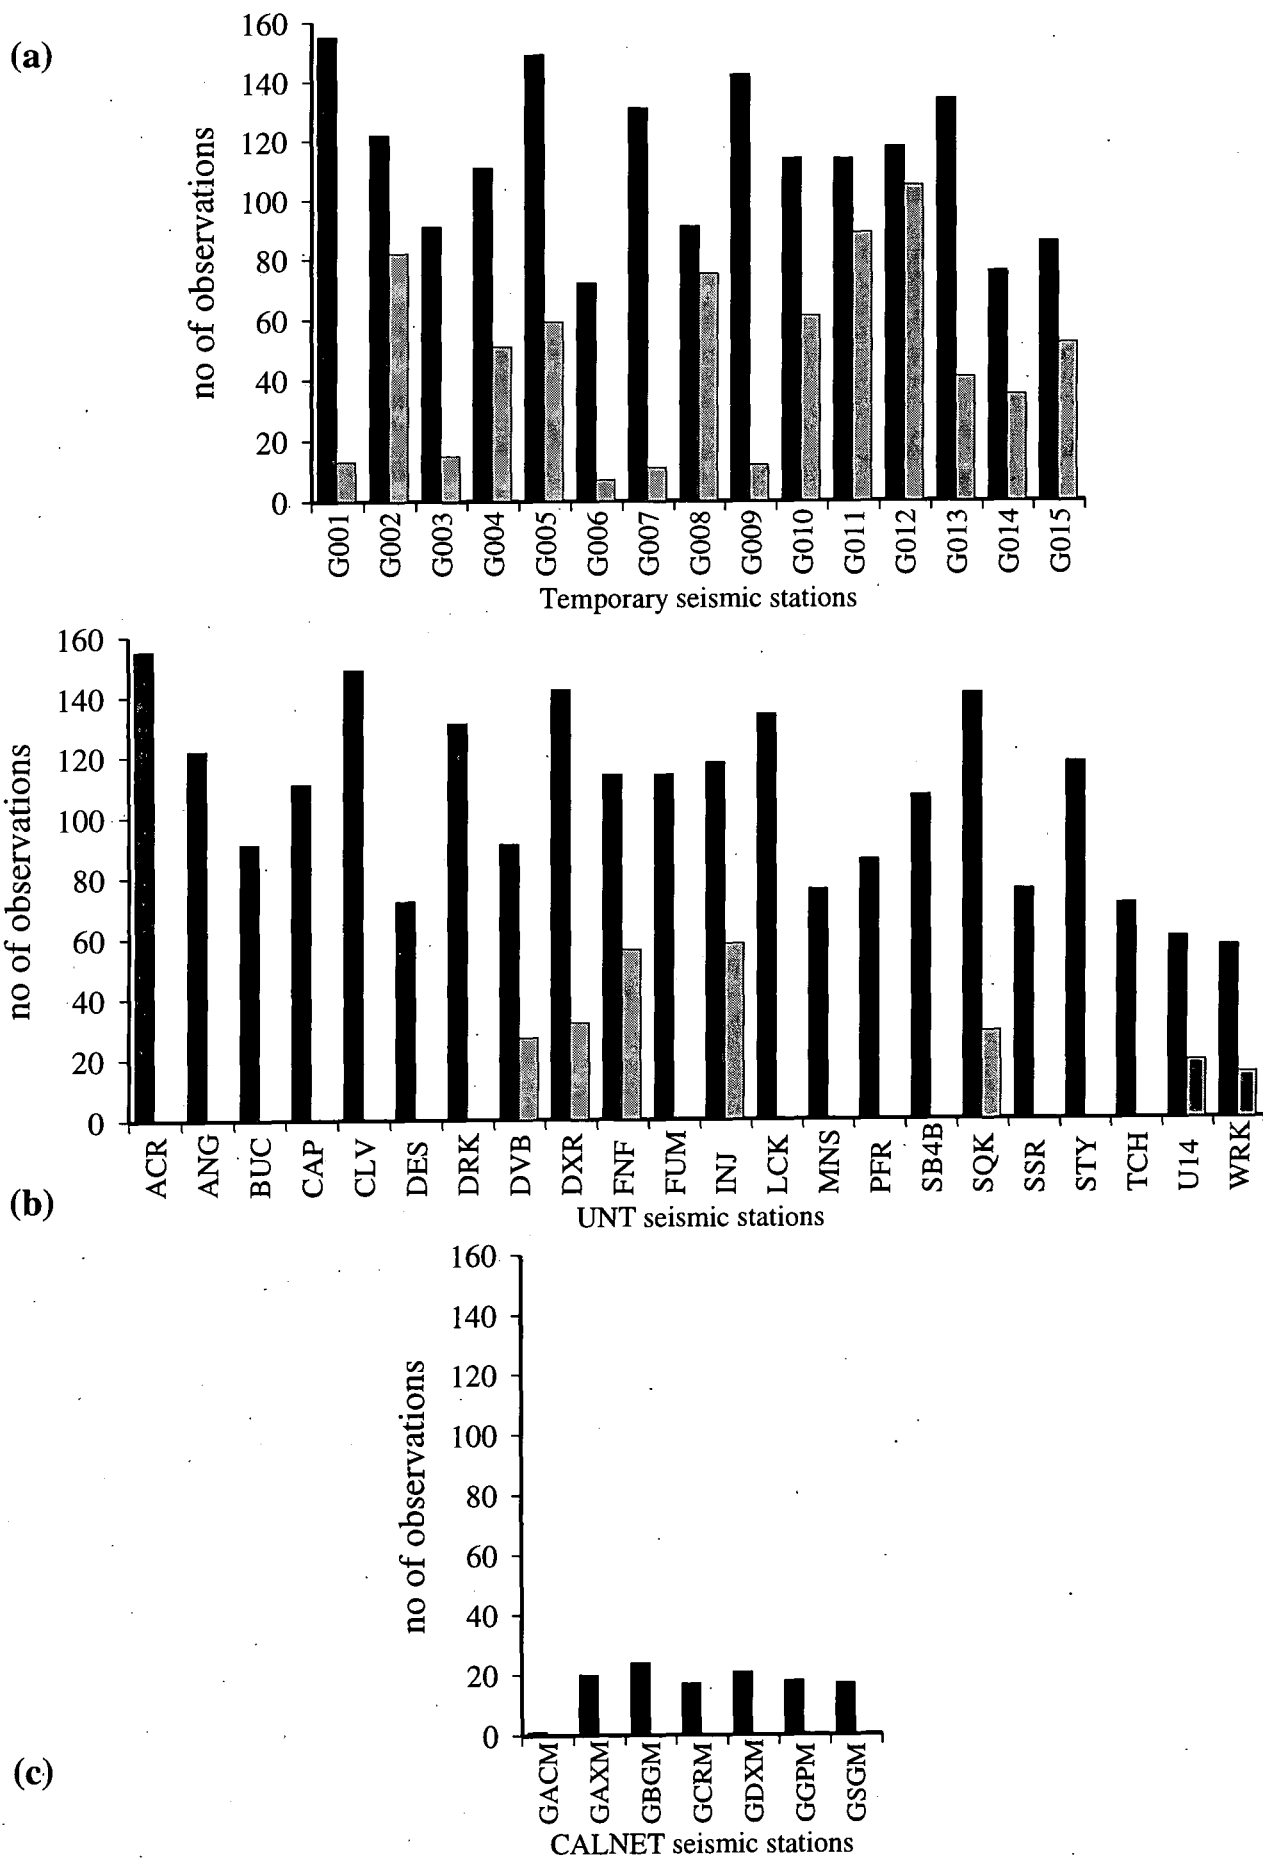 (a)
160
140
120
100
80
60
40
20
0
no of observations
G001 G002 G003 G004 G005 G006 G007 G008 G009 G010 G011 G012 G013 G014 G015
Temporary seismic stations
160
140
120
100
80
60
40
20
0
no of observations
ACR ANG BUC CAP CLV DES DRK DVB DXR FNF FUM INJ LCK MNS PFR SB4B SQK SSR STY TCH U14 WRK
(b)
UNT seismic stations
160
140
120
100
80
60
40
20
0
no of observations
GACM GAXM GBGM GCRM GDXM GGPM GSGM
(c)
CALNET seismic stations